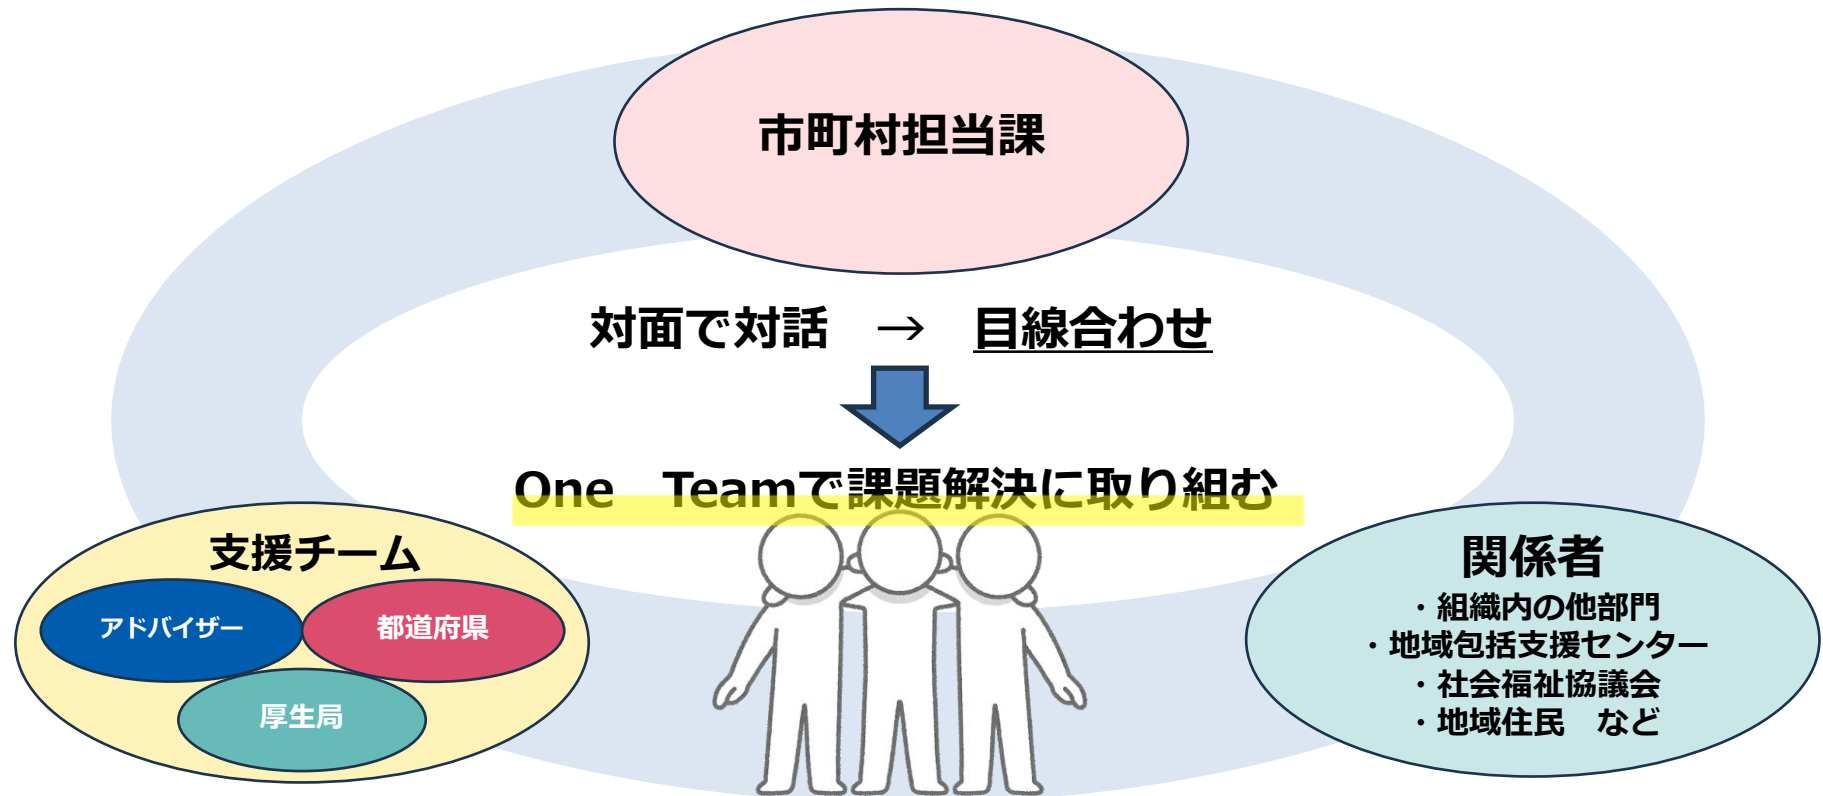 市町村担当課
対面で対話　→　目線合わせ
One　Teamで課題解決に取り組む
支援チーム
アドバイザー
都道府県
厚生局
関係者
・組織内の他部門
・地域包括支援センター
・社会福祉協議会
・地域住民　など